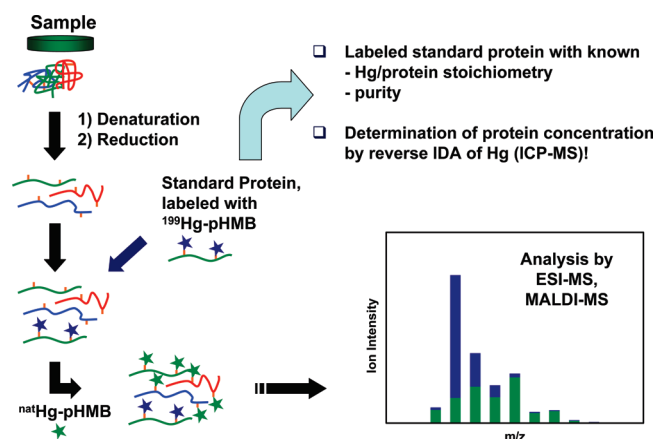 Sample
1) Denaturation
2) Reduction
❑ Labeled standard protein with known
- Hg/protein stoichiometry
- purity
❑ Determination of protein concentration
by reverse IDA of Hg (ICP-MS)!
Standard Protein,
labeled with
¹⁹⁹Hg-pHMB
ⁿᵃᵗHg-pHMB
Analysis by
ESI-MS,
MALDI-MS
Ion Intensity
m/z